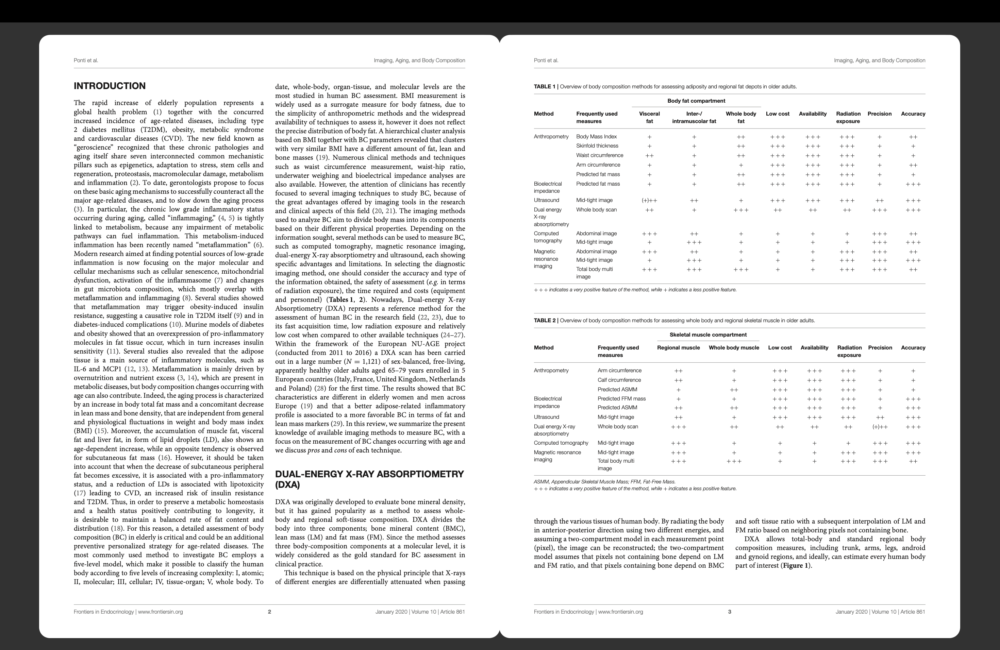 Ponti et al.
Imaging, Aging, and Body Composition
INTRODUCTION
The rapid increase of elderly population represents a
global health problem (1) together with the concurred
increased incidence of age-related diseases, including type
2 diabetes mellitus (T2DM), obesity, metabolic syndrome
and cardiovascular diseases (CVD). The new field known as
“geroscience” recognized that these chronic pathologies and
aging itself share seven interconnected common mechanistic
pillars such as epigenetics, adaptation to stress, stem cells and
regeneration, proteostasis, macromolecular damage, metabolism
and inflammation (2). To date, gerontologists propose to focus
on these basic aging mechanisms to successfully counteract all the
major age-related diseases, and to slow down the aging process
(3). In particular, the chronic low grade inflammatory status
occurring during aging, called “inflammaging,” (4, 5) is tightly
linked to metabolism, because any impairment of metabolic
pathways can fuel inflammation. This metabolism-induced
inflammation has been recently named “metaflammation” (6).
Modern research aimed at finding potential sources of low-grade
inflammation is now focusing on the major molecular and
cellular mechanisms such as cellular senescence, mitochondrial
dysfunction, activation of the inflammasome (7) and changes
in gut microbiota composition, which mostly overlap with
metaflammation and inflammaging (8). Several studies showed
that metaflammation may trigger obesity-induced insulin
resistance, suggesting a causative role in T2DM itself (9) and in
diabetes-induced complications (10). Murine models of diabetes
and obesity showed that an overexpression of pro-inflammatory
molecules in fat tissue occur, which in turn increases insulin
sensitivity (11). Several studies also revealed that the adipose
tissue is a main source of inflammatory molecules, such as
IL-6 and MCP1 (12, 13). Metaflammation is mainly driven by
overnutrition and nutrient excess (3, 14), which are present in
metabolic diseases, but body composition changes occurring with
age can also contribute. Indeed, the aging process is characterized
by an increase in body total fat mass and a concomitant decrease
in lean mass and bone density, that are independent from general
and physiological fluctuations in weight and body mass index
(BMI) (15). Moreover, the accumulation of muscle fat, visceral
fat and liver fat, in form of lipid droplets (LD), also shows an
age-dependent increase, while an opposite tendency is observed
for subcutaneous fat mass (16). However, it should be taken
into account that when the decrease of subcutaneous peripheral
fat becomes excessive, it is associated with a pro-inflammatory
status, and a reduction of LDs is associated with lipotoxicity
(17) leading to CVD, an increased risk of insulin resistance
and T2DM. Thus, in order to preserve a metabolic homeostasis
and a health status positively contributing to longevity, it
is desirable to maintain a balanced rate of fat content and
distribution (18). For this reason, a detailed assessment of body
composition (BC) in elderly is critical and could be an additional
preventive personalized strategy for age-related diseases. The
most commonly used method to investigate BC employs a
five-level model, which make it possible to classify the human
body according to five levels of increasing complexity: I, atomic;
II, molecular; III, cellular; IV, tissue-organ; V, whole body. To
date, whole-body, organ-tissue, and molecular levels are the
most studied in human BC assessment. BMI measurement is
widely used as a surrogate measure for body fatness, due to
the simplicity of anthropometric methods and the widespread
availability of techniques to assess it, however it does not reflect
the precise distribution of body fat. A hierarchical cluster analysis
based on BMI together with BC parameters revealed that clusters
with very similar BMI have a different amount of fat, lean and
bone masses (19). Numerous clinical methods and techniques
such as waist circumference measurement, waist-hip ratio,
underwater weighing and bioelectrical impedance analyses are
also available. However, the attention of clinicians has recently
focused to several imaging techniques to study BC, because of
the great advantages offered by imaging tools in the research
and clinical aspects of this field (20, 21). The imaging methods
used to analyze BC aim to divide body mass into its components
based on their different physical properties. Depending on the
information sought, several methods can be used to measure BC,
such as computed tomography, magnetic resonance imaging,
dual-energy X-ray absorptiometry and ultrasound, each showing
specific advantages and limitations. In selecting the diagnostic
imaging method, one should consider the accuracy and type of
the information obtained, the safety of assessment (e.g. in terms
of radiation exposure), the time required and costs (equipment
and personnel) (Tables 1, 2). Nowadays, Dual-energy X-ray
Absorptiometry (DXA) represents a reference method for the
assessment of human BC in the research field (22, 23), due to
its fast acquisition time, low radiation exposure and relatively
low cost when compared to other available techniques (24–27).
Within the framework of the European NU-AGE project
(conducted from 2011 to 2016) a DXA scan has been carried
out in a large number (N = 1,121) of sex-balanced, free-living,
apparently healthy older adults aged 65–79 years enrolled in 5
European countries (Italy, France, United Kingdom, Netherlands
and Poland) (28) for the first time. The results showed that BC
characteristics are different in elderly women and men across
Europe (19) and that a better adipose-related inflammatory
profile is associated to a more favorable BC in terms of fat and
lean mass markers (29). In this review, we summarize the present
knowledge of available imaging methods to measure BC, with a
focus on the measurement of BC changes occurring with age and
we discuss pros and cons of each technique.
DUAL-ENERGY X-RAY ABSORPTIOMETRY
(DXA)
DXA was originally developed to evaluate bone mineral density,
but it has gained popularity as a method to assess whole-
body and regional soft-tissue composition. DXA divides the
body into three components; bone mineral content (BMC),
lean mass (LM) and fat mass (FM). Since the method assesses
three body-composition components at a molecular level, it is
widely considered as the gold standard for BC assessment in
clinical practice.
This technique is based on the physical principle that X-rays
of different energies are differentially attenuated when passing
Frontiers in Endocrinology | www.frontiersin.org
2
January 2020 | Volume 10 | Article 861
Ponti et al.
Imaging, Aging, and Body Composition
TABLE 1 | Overview of body composition methods for assessing adiposity and regional fat depots in older adults.
Body fat compartment
Method Frequently used measures Visceral fat Inter-/ intramuscolar fat Whole body fat Low cost Availability Radiation exposure Precision Accuracy
Anthropometry Body Mass Index + + ++ +++ +++ +++ + ++
Skinfold thickness + + ++ +++ +++ +++ + +
Waist circumference ++ + ++ +++ +++ +++ + +
Arm circumference + + + +++ +++ +++ + ++
Predicted fat mass + + ++ +++ +++ +++ + +
Bioelectrical impedance Predicted fat mass + + ++ +++ +++ +++ + +++
Ultrasound Mid-tight image (+)++ ++ + +++ +++ +++ ++ +++
Dual energy X-ray absorptiometry Whole body scan ++ + +++ ++ ++ ++ +++ +++
Computed tomography Abdominal image +++ ++ + + + + +++ ++
Mid-tight image + +++ + + + + +++ +++
Magnetic resonance imaging Abdominal image +++ ++ + + + +++ +++ ++
Mid-tight image + +++ + + + +++ +++ +++
Total body multi image +++ +++ +++ + + +++ +++ ++
+++ indicates a very positive feature of the method, while + indicates a less positive feature.
TABLE 2 | Overview of body composition methods for assessing whole body and regional skeletal muscle in older adults.
Skeletal muscle compartment
Method Frequently used measures Regional muscle Whole body muscle Low cost Availability Radiation exposure Precision Accuracy
Anthropometry Arm circumference ++ + +++ +++ +++ + +
Calf circumference ++ + +++ +++ +++ + +
Predicted ASMM + ++ +++ +++ +++ + +
Bioelectrical impedance Predicted FFM mass + + +++ +++ +++ + +++
Predicted ASMM ++ ++ +++ +++ +++ + +++
Ultrasound Mid-tight image ++ + +++ +++ +++ ++ +++
Dual energy X-ray absorptiometry Whole body scan +++ ++ ++ ++ ++ (+)++ +++
Computed tomography Mid-tight image +++ + + + + +++ +++
Magnetic resonance imaging Mid-tight image +++ + + + +++ +++ +++
Total body multi image +++ +++ + + +++ +++ ++
ASMM, Appendicular Skeletal Muscle Mass; FFM, Fat-Free Mass.
+++ indicates a very positive feature of the method, while + indicates a less positive feature.
through the various tissues of human body. By radiating the body
in anterior-posterior direction using two different energies, and
assuming a two-compartment model in each measurement point
(pixel), the image can be reconstructed; the two-compartment
model assumes that pixels not containing bone depend on LM
and FM ratio, and that pixels containing bone depend on BMC
and soft tissue ratio with a subsequent interpolation of LM and
FM ratio based on neighboring pixels not containing bone.
DXA allows total-body and standard regional body
composition measures, including trunk, arms, legs, android
and gynoid regions, and ideally, can estimate every human body
part of interest (Figure 1).
Frontiers in Endocrinology | www.frontiersin.org
3
January 2020 | Volume 10 | Article 861